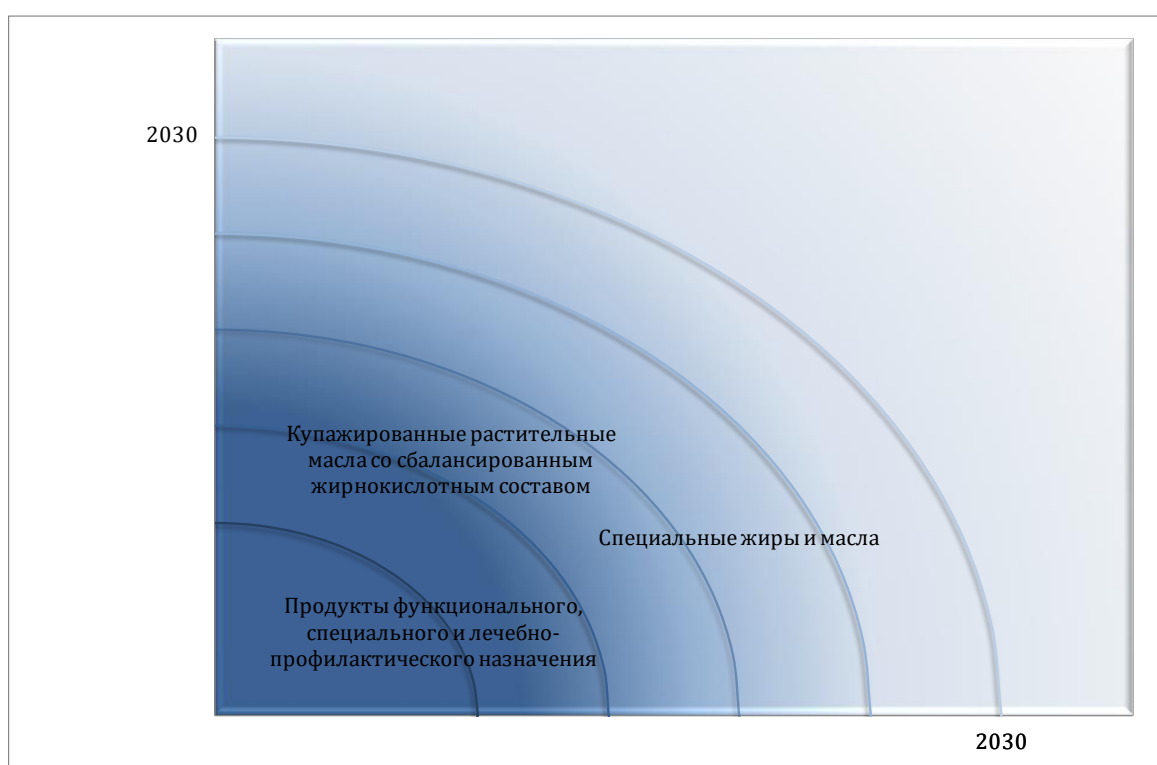 2030
Купажированные растительные
масла со сбалансированным
жирнокислотным составом
Специальные жиры и масла
Продукты функционального,
специального и лечебно-
профилактического назначения
2030